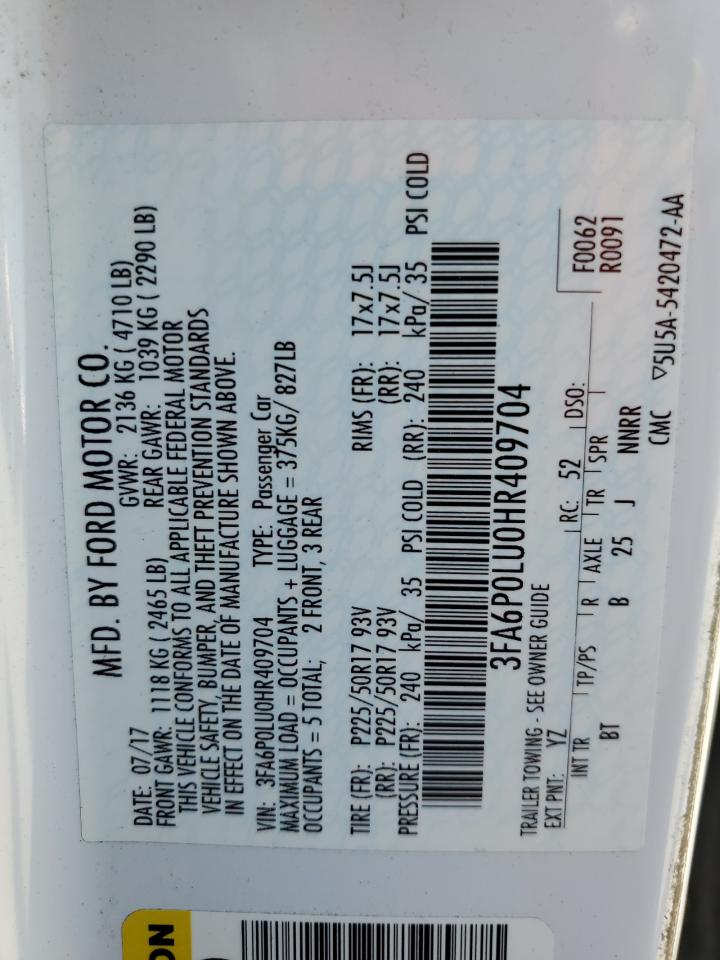 MFD. BY FORD MOTOR CO.
DATE: 07/17 GVWR: 2136 KG ( 4710 LB)
FRONT GAWR: 1118 KG ( 2465 LB) REAR GAWR: 1039 KG ( 2290 LB)
THIS VEHICLE CONFORMS TO ALL APPLICABLE FEDERAL MOTOR
VEHICLE SAFETY, BUMPER, AND THEFT PREVENTION STANDARDS
IN EFFECT ON THE DATE OF MANUFACTURE SHOWN ABOVE.
VIN: 3FA6P0LU0HR409704 TYPE: Passenger Car
MAXIMUM LOAD = OCCUPANTS + LUGGAGE = 375KG/ 827LB
OCCUPANTS = 5 TOTAL; 2 FRONT, 3 REAR
TIRE (FR): P225/50R17 93V RIMS (FR): 17x7.5J
(RR): P225/50R17 93V (RR): 17x7.5J
PRESSURE (FR): 240 kPa/ 35 PSI COLD (RR): 240 kPa/ 35 PSI COLD
3FA6P0LU0HR409704
TRAILER TOWING - SEE OWNER GUIDE
EXT PNT: YZ RC: 52 DSO: F0062
R0091
INT TR TP/PS R AXLE TR SPR
BT B 25 J NNRR
CMC ▽5U5A-5420472-AA
ON